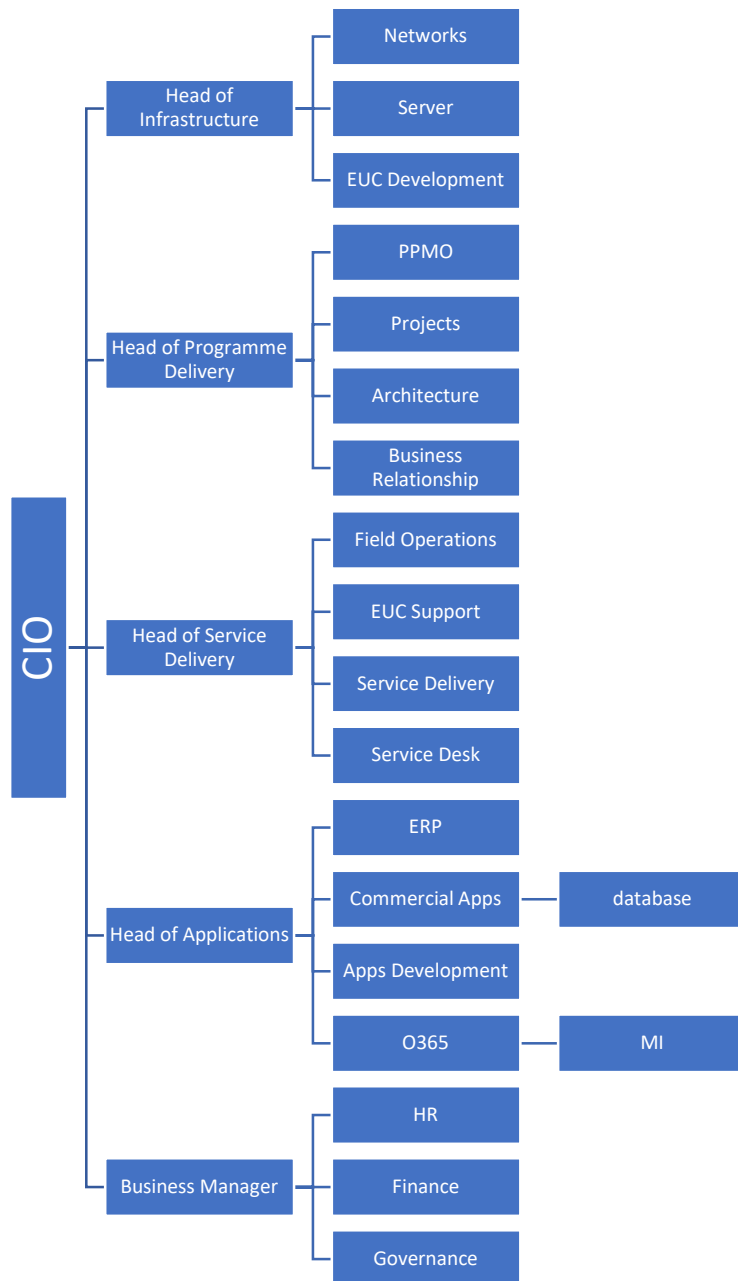 Networks
Head of
Infrastructure
Server
EUC Development
PPMO
Projects
Head of Programme
Delivery
Architecture
Business
Relationship
CIO
Field Operations
EUC Support
Head of Service
Delivery
Service Delivery
Service Desk
ERP
Commercial Apps
database
Head of Applications
Apps Development
O365
MI
HR
Business Manager
Finance
Governance